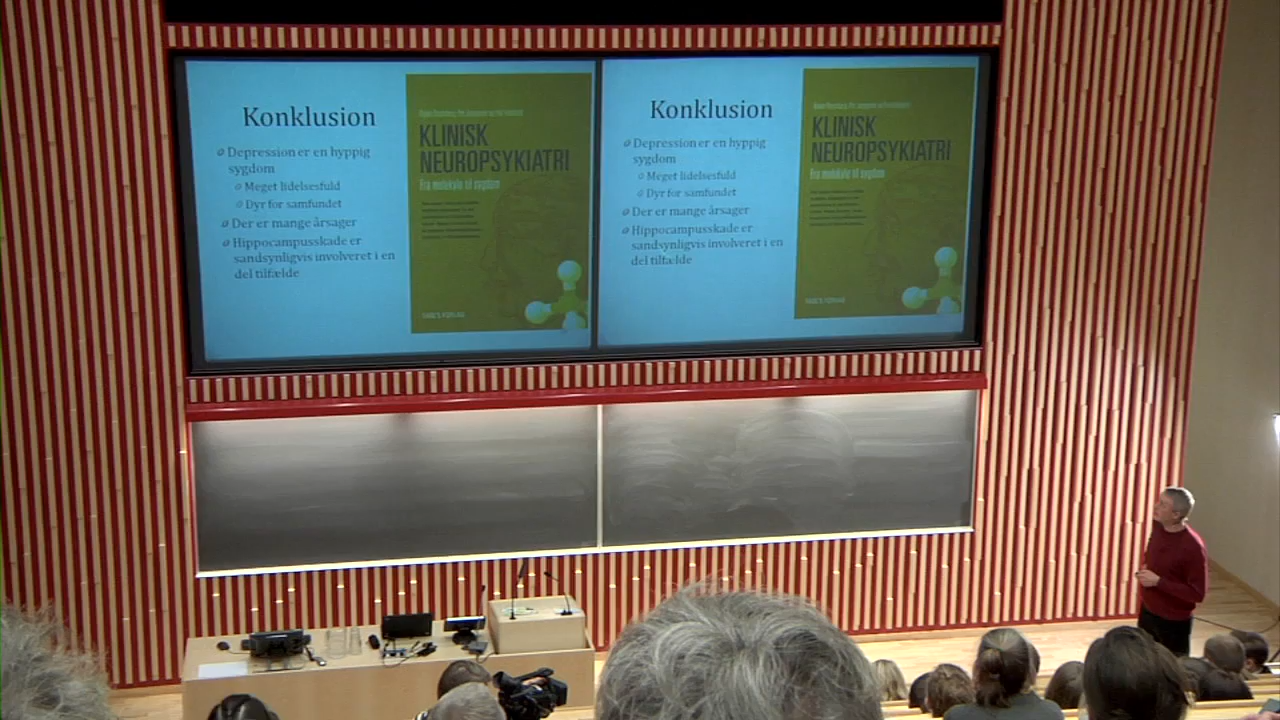 Konklusion
Depression er en hyppig
sygdom
Meget lidelsesfuld
Dyr for samfundet
Der er mange årsager
Hippocampusskade er
sandsynligvis involveret i en
del tilfælde
KLINISK
NEUROPSYKIATRI
Fra molekyle til sygdom
Konklusion
Depression er en hyppig
sygdom
Meget lidelsesfuld
Dyr for samfundet
Der er mange årsager
Hippocampusskade er
sandsynligvis involveret i en
del tilfælde
KLINISK
NEUROPSYKIATRI
Fra molekyle til sygdom